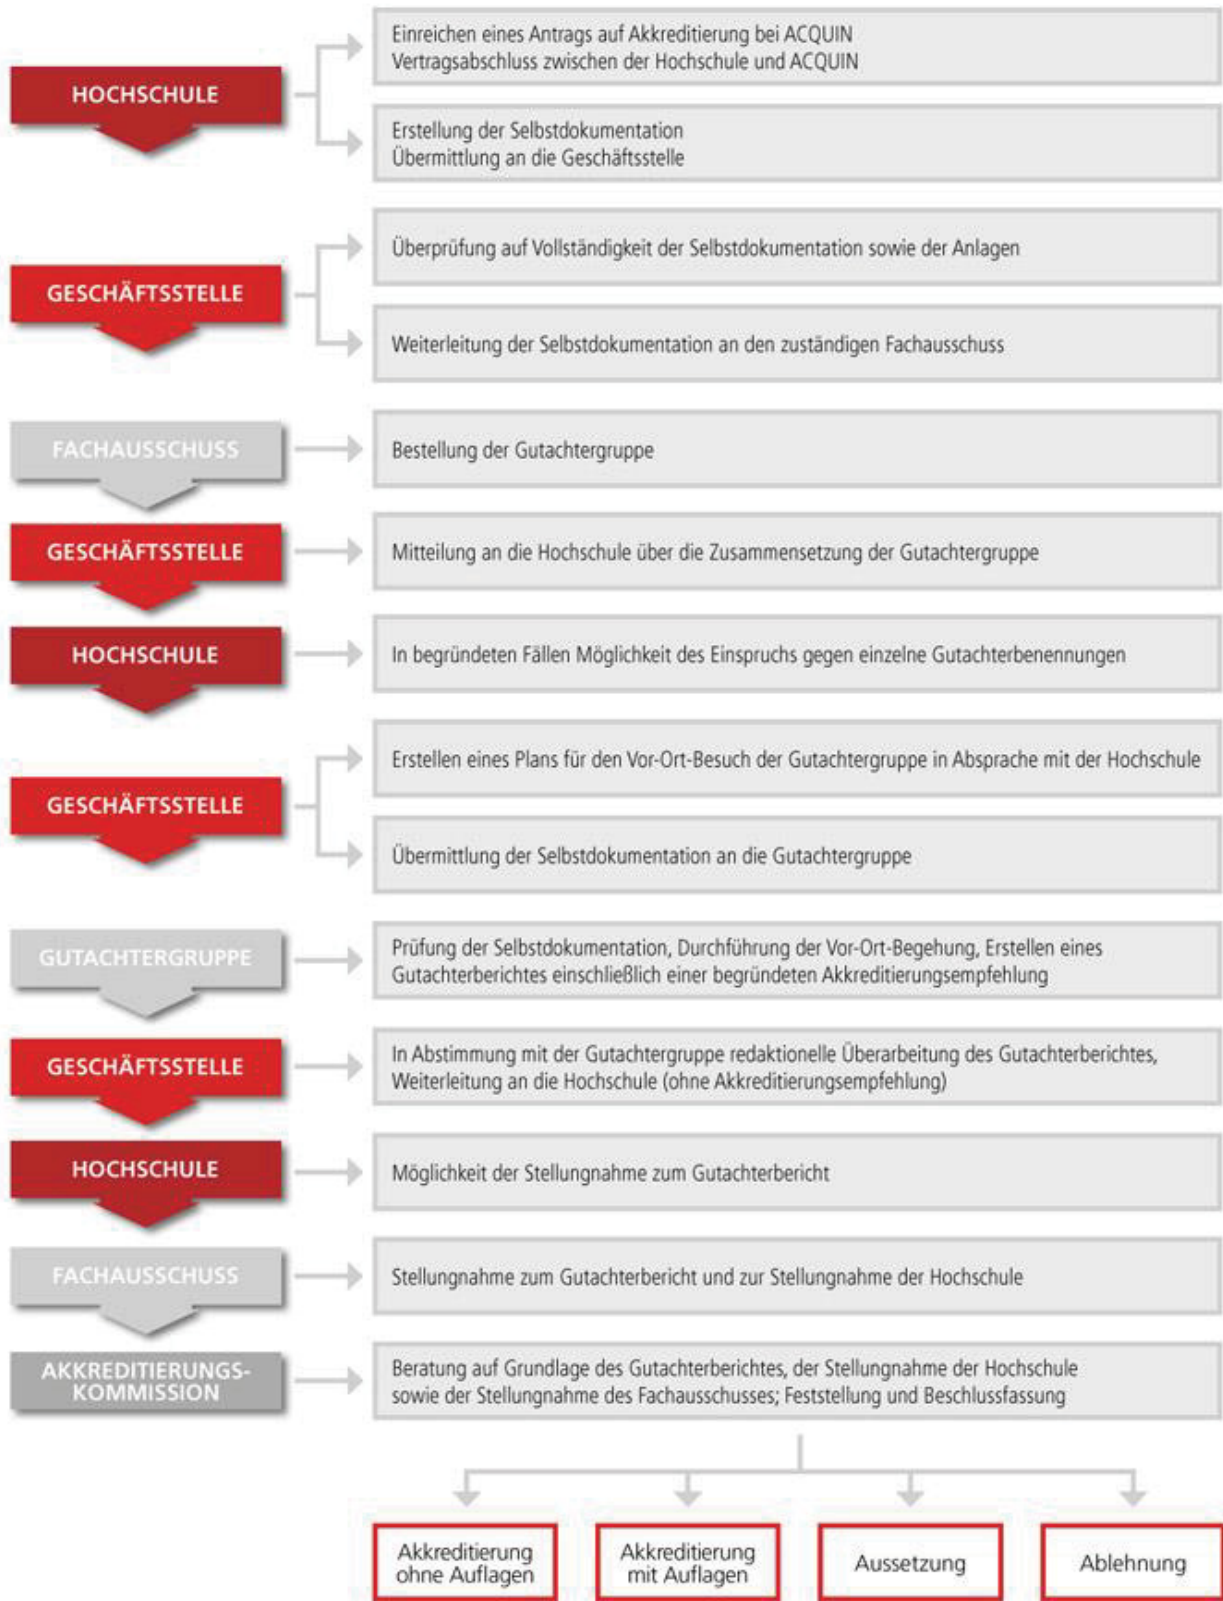 HOCHSCHULE
Einreichen eines Antrags auf Akkreditierung bei ACQUIN
Vertragsabschluss zwischen der Hochschule und ACQUIN
Erstellung der Selbstdokumentation
Übermittlung an die Geschäftsstelle
GESCHÄFTSSTELLE
Überprüfung auf Vollständigkeit der Selbstdokumentation sowie der Anlagen
Weiterleitung der Selbstdokumentation an den zuständigen Fachausschuss
FACHAUSSCHUSS
Bestellung der Gutachtergruppe
GESCHÄFTSSTELLE
Mitteilung an die Hochschule über die Zusammensetzung der Gutachtergruppe
HOCHSCHULE
In begründeten Fällen Möglichkeit des Einspruchs gegen einzelne Gutachterbenennungen
GESCHÄFTSSTELLE
Erstellen eines Plans für den Vor-Ort-Besuch der Gutachtergruppe in Absprache mit der Hochschule
Übermittlung der Selbstdokumentation an die Gutachtergruppe
GUTACHTERGRUPPE
Prüfung der Selbstdokumentation, Durchführung der Vor-Ort-Begehung, Erstellen eines
Gutachterberichtes einschließlich einer begründeten Akkreditierungsempfehlung
GESCHÄFTSSTELLE
In Abstimmung mit der Gutachtergruppe redaktionelle Überarbeitung des Gutachterberichtes,
Weiterleitung an die Hochschule (ohne Akkreditierungsempfehlung)
HOCHSCHULE
Möglichkeit der Stellungnahme zum Gutachterbericht
FACHAUSSCHUSS
Stellungnahme zum Gutachterbericht und zur Stellungnahme der Hochschule
AKKREDITIERUNGS-
KOMMISSION
Beratung auf Grundlage des Gutachterberichtes, der Stellungnahme der Hochschule
sowie der Stellungnahme des Fachausschusses; Feststellung und Beschlussfassung
Akkreditierung
ohne Auflagen
Akkreditierung
mit Auflagen
Aussetzung
Ablehnung